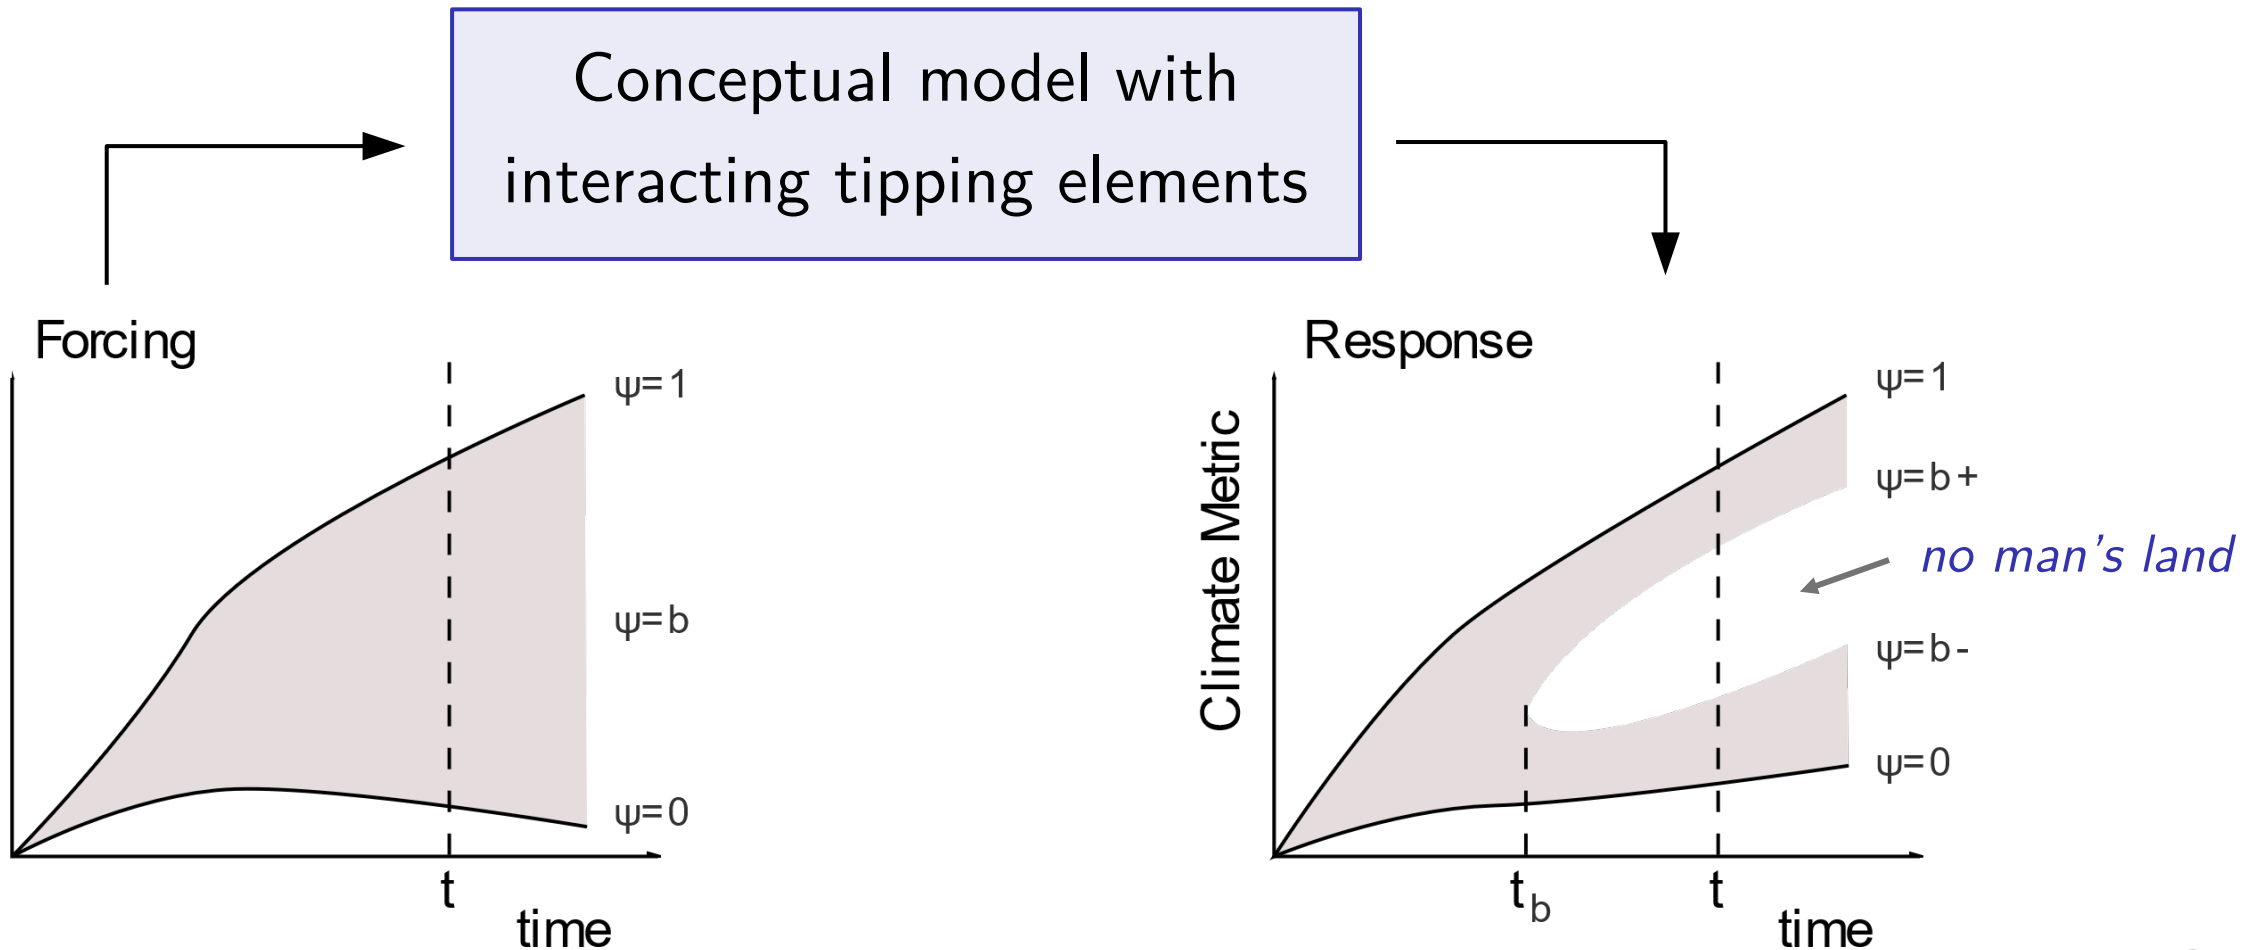 Conceptual model with
interacting tipping elements
Forcing
ψ=1
ψ=b
ψ=0
t
time
Response
Climate Metric
ψ=1
ψ=b+
no man's land
ψ=b-
ψ=0
t_b
t
time